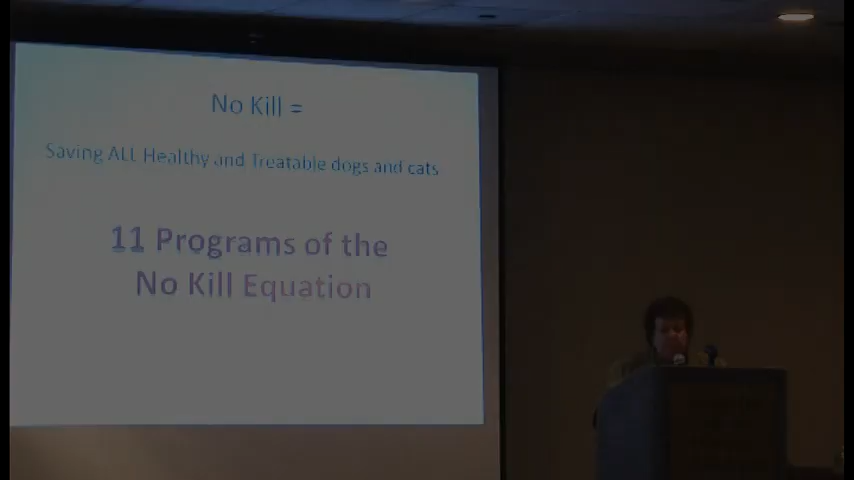 No Kill =
Saving ALL Healthy and Treatable dogs and cats
11 Programs of the
No Kill Equation